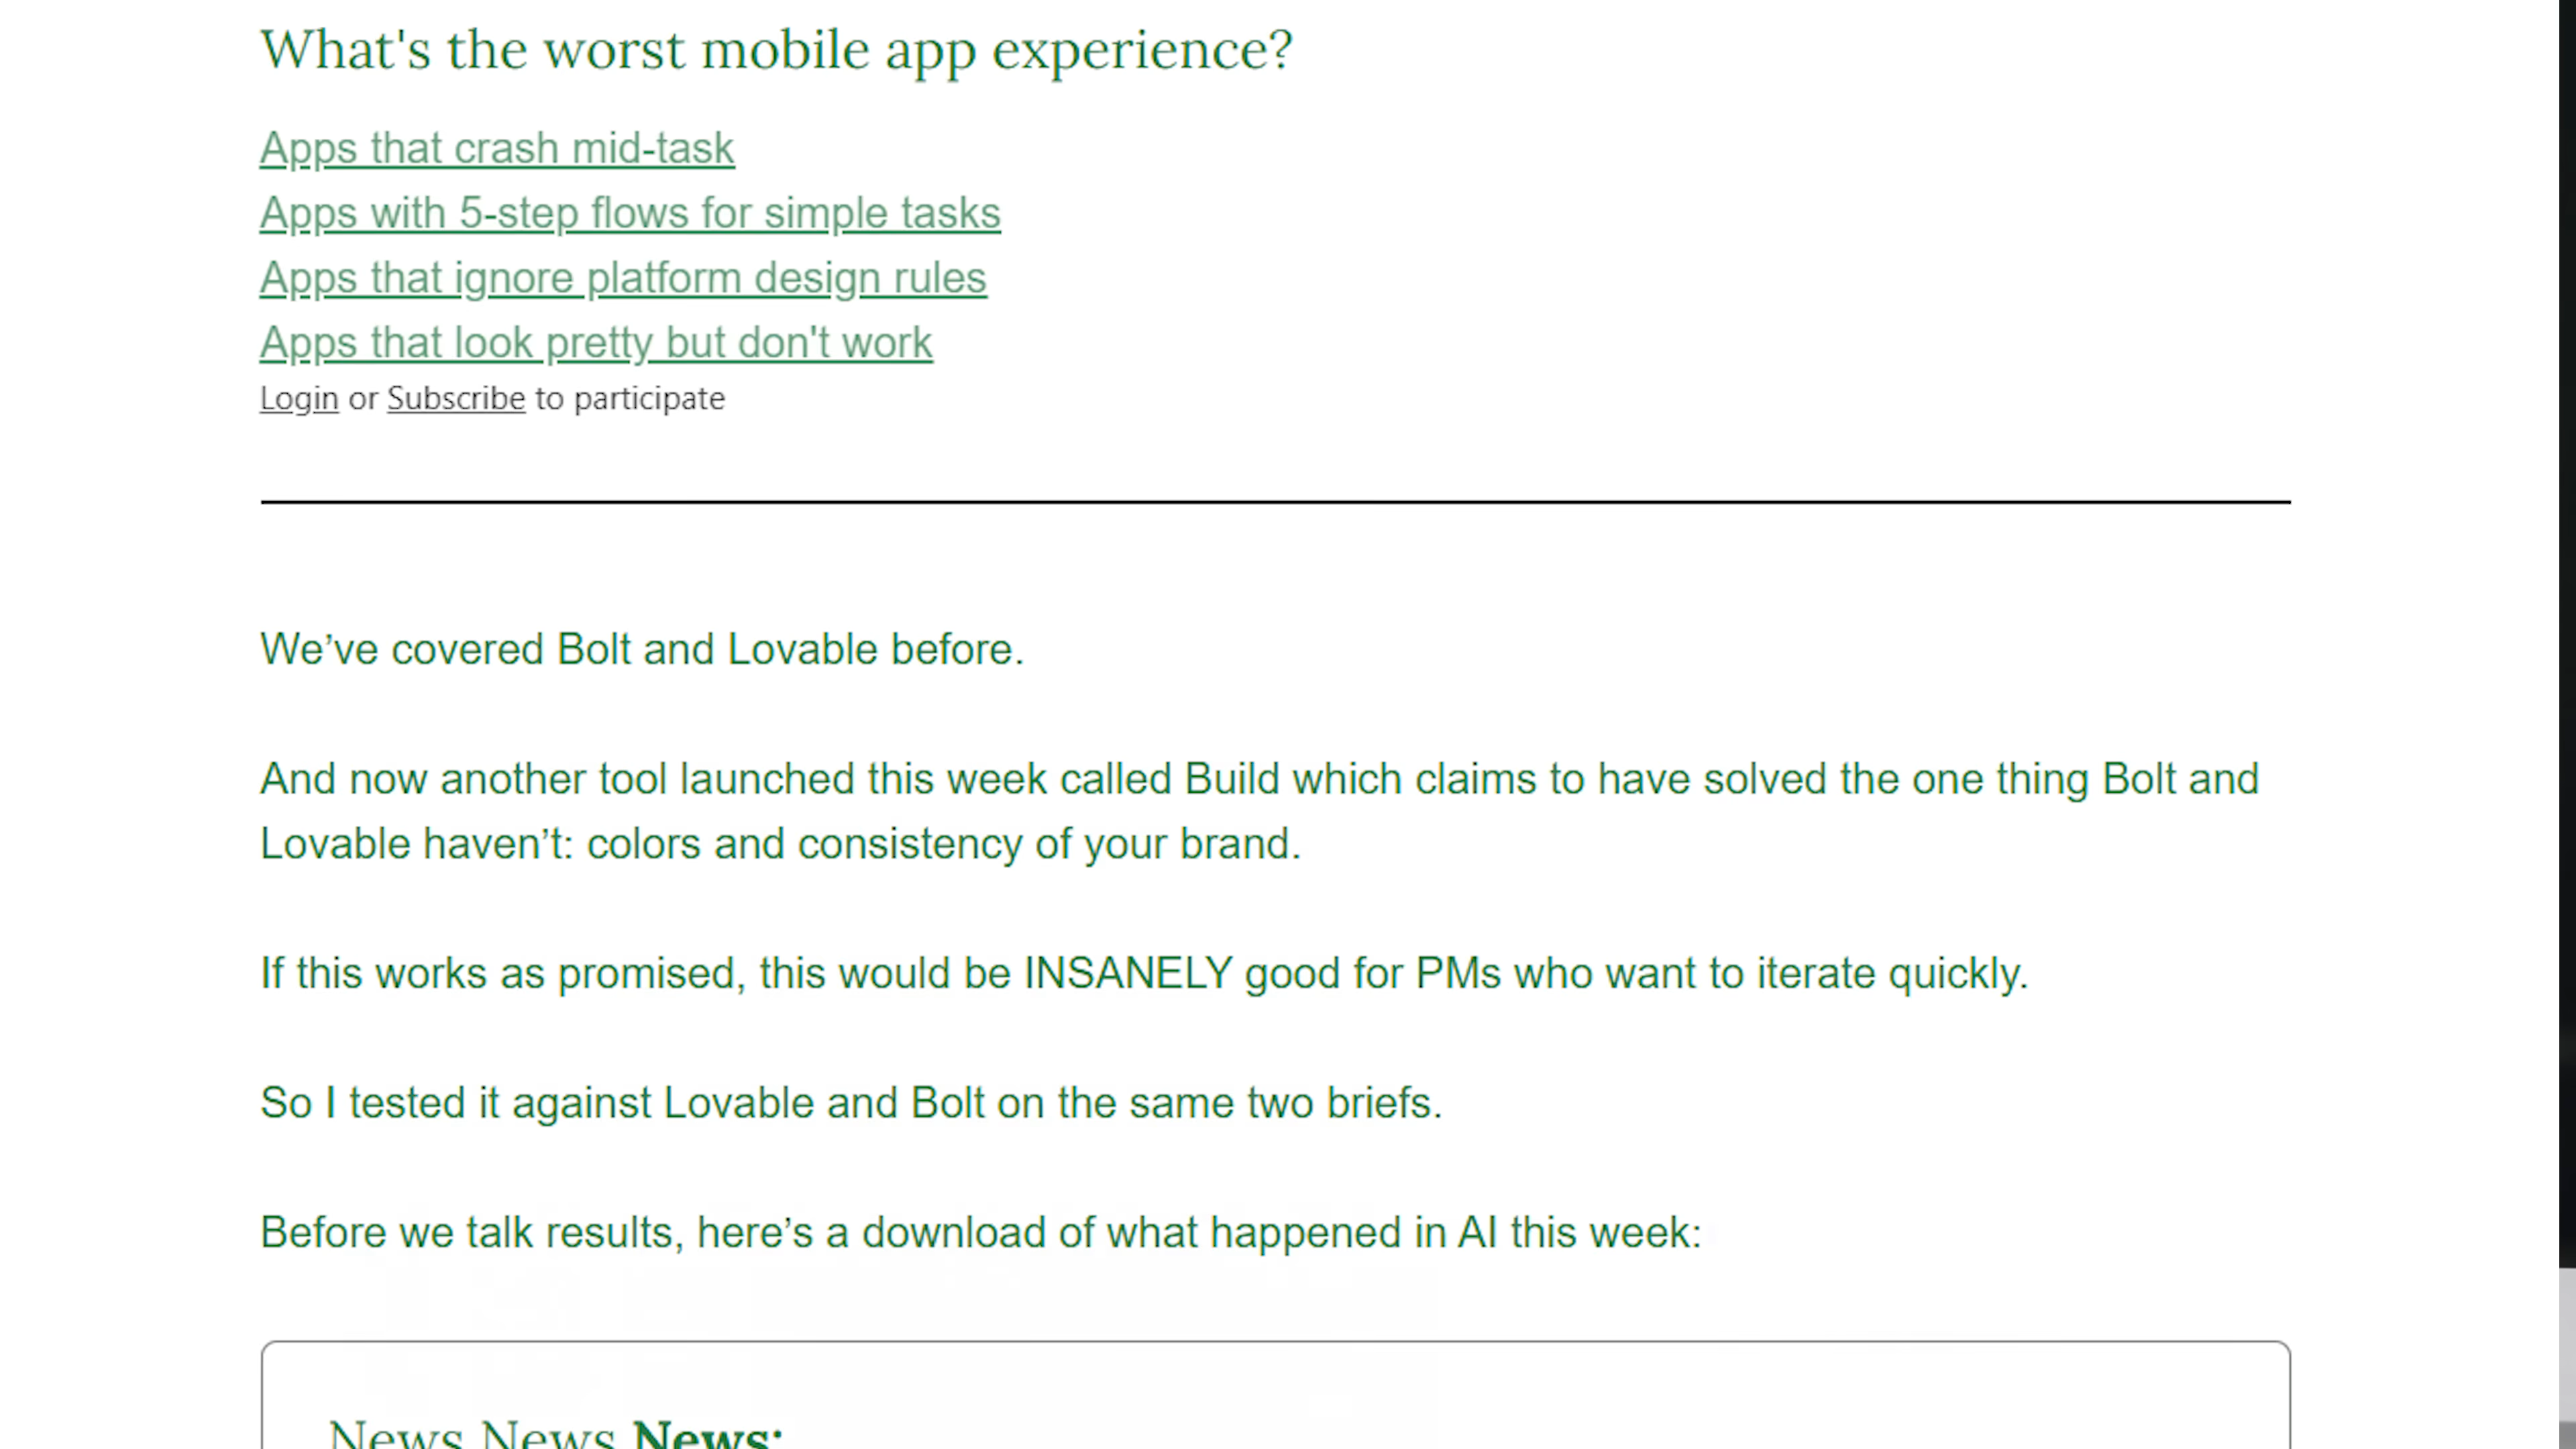 What's the worst mobile app experience?
Apps that crash mid-task
Apps with 5-step flows for simple tasks
Apps that ignore platform design rules
Apps that look pretty but don't work
Login or Subscribe to participate
We’ve covered Bolt and Lovable before.
And now another tool launched this week called Build which claims to have solved the one thing Bolt and
Lovable haven’t: colors and consistency of your brand.
If this works as promised, this would be INSANELY good for PMs who want to iterate quickly.
So I tested it against Lovable and Bolt on the same two briefs.
Before we talk results, here’s a download of what happened in AI this week:
News News News: